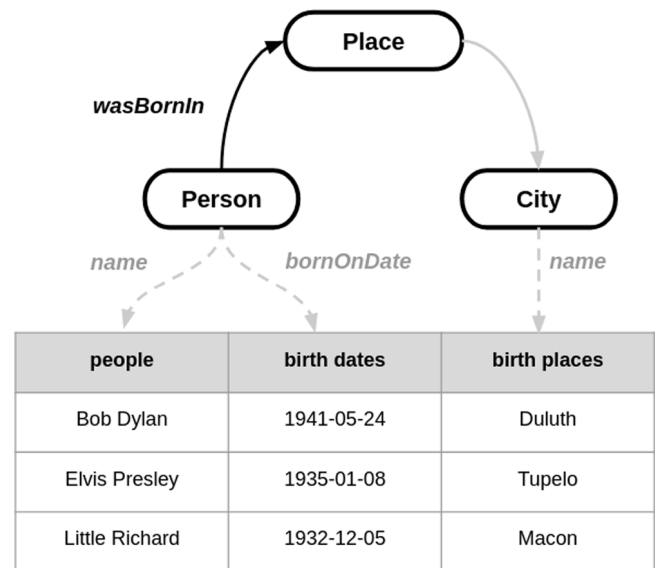 Place
wasBornIn
Person
City
name
bornOnDate
name
people birth dates birth places
Bob Dylan 1941-05-24 Duluth
Elvis Presley 1935-01-08 Tupelo
Little Richard 1932-12-05 Macon